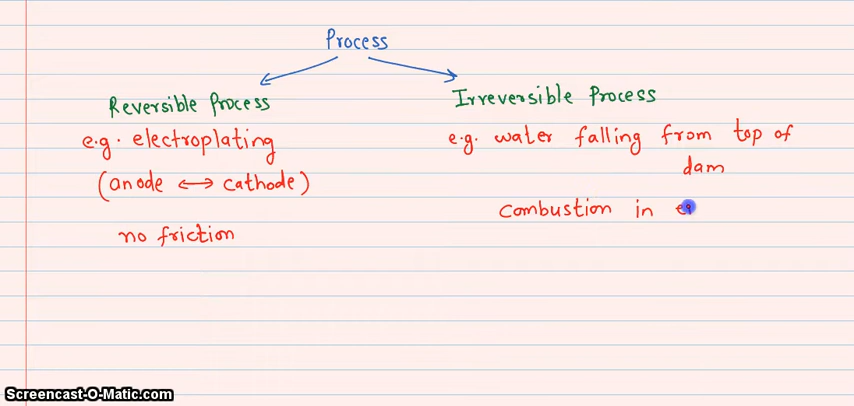 Process
Reversible Process
Irreversible Process
e.g. electroplating
e.g. water falling from top of
dam
(anode ↔ cathode)
combustion in
no friction
Screencast-O-Matic.com